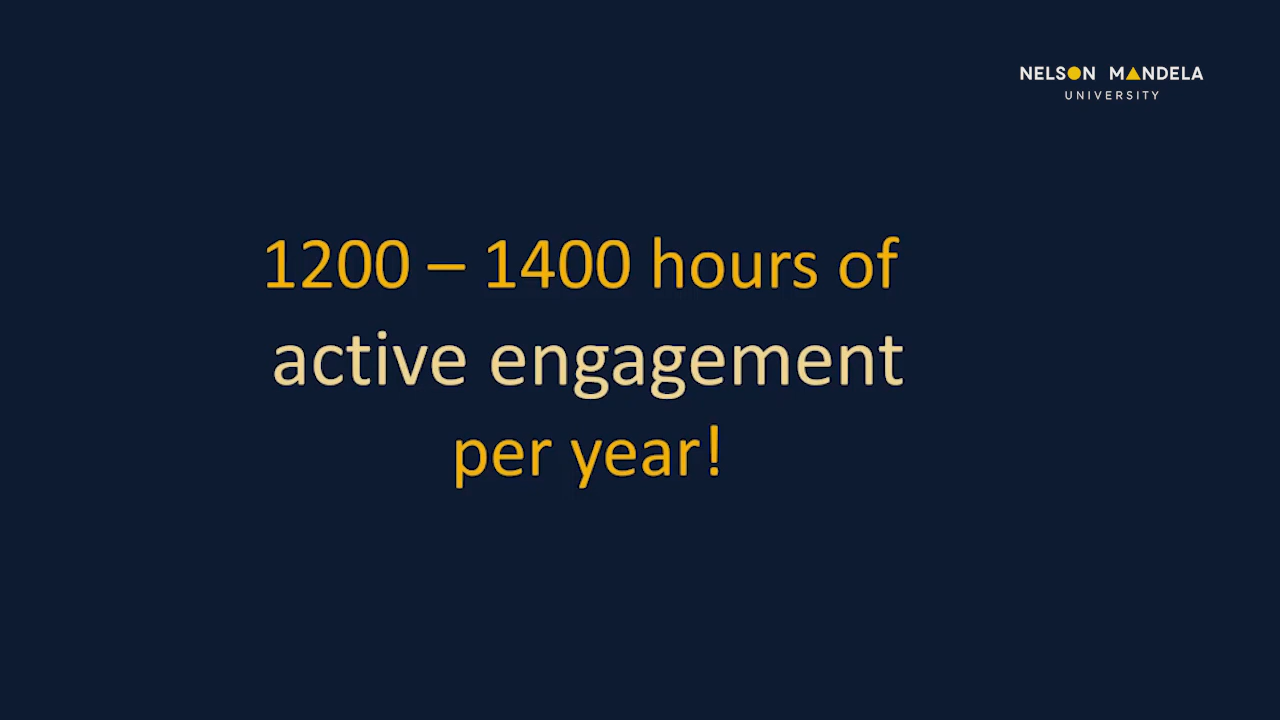 NELSON MANDELA
UNIVERSITY
1200 – 1400 hours of
active engagement
per year!